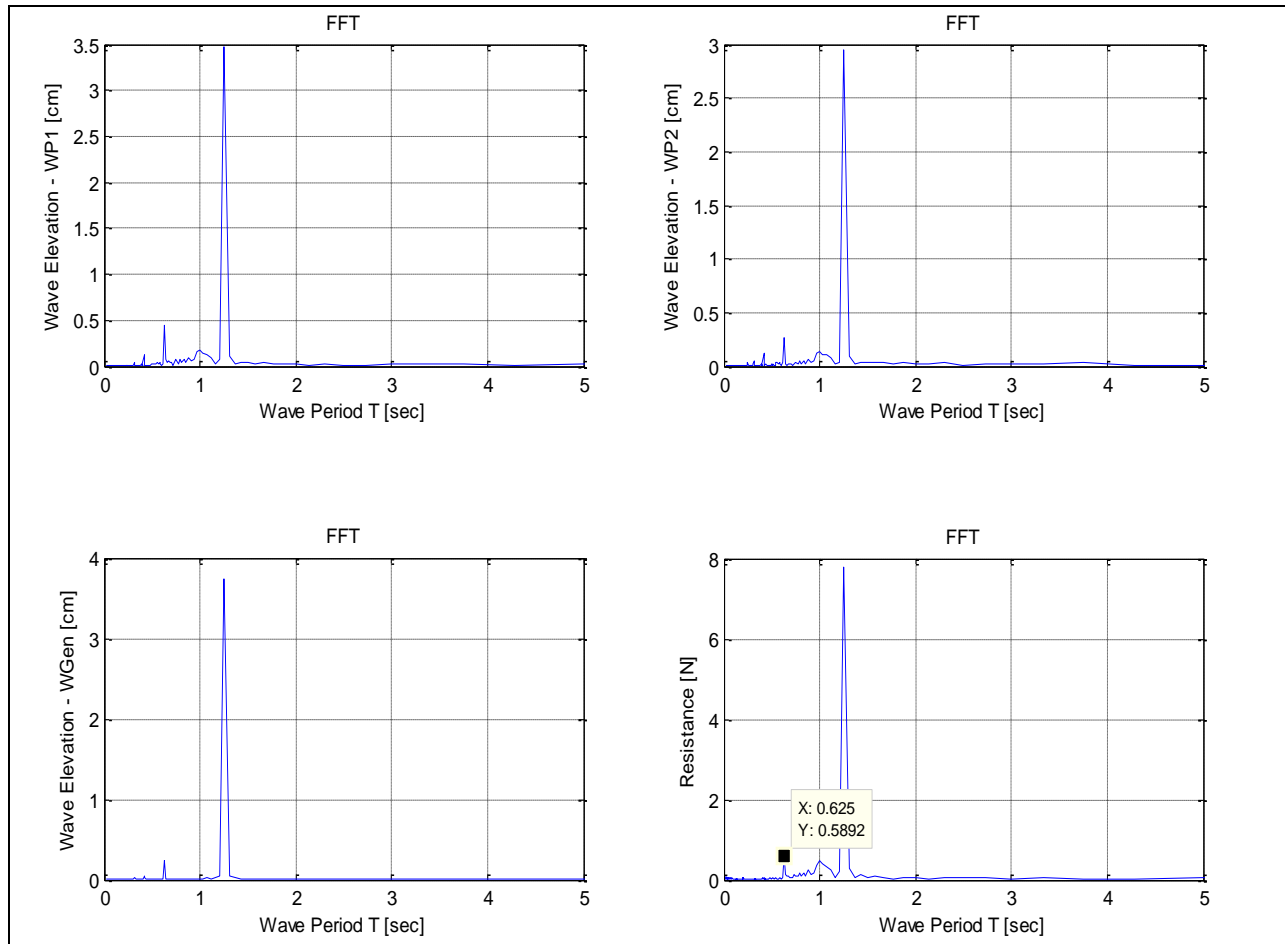 FFT
3.5
3
2.5
2
1.5
1
0.5
0
0 1 2 3 4 5
Wave Elevation - WP1 [cm]
Wave Period T [sec]
FFT
3
2.5
2
1.5
1
0.5
0
0 1 2 3 4 5
Wave Elevation - WP2 [cm]
Wave Period T [sec]
FFT
4
3
2
1
0
0 1 2 3 4 5
Wave Elevation - WGen [cm]
Wave Period T [sec]
FFT
8
6
4
2
0
0 1 2 3 4 5
Resistance [N]
X: 0.625
Y: 0.5892
Wave Period T [sec]